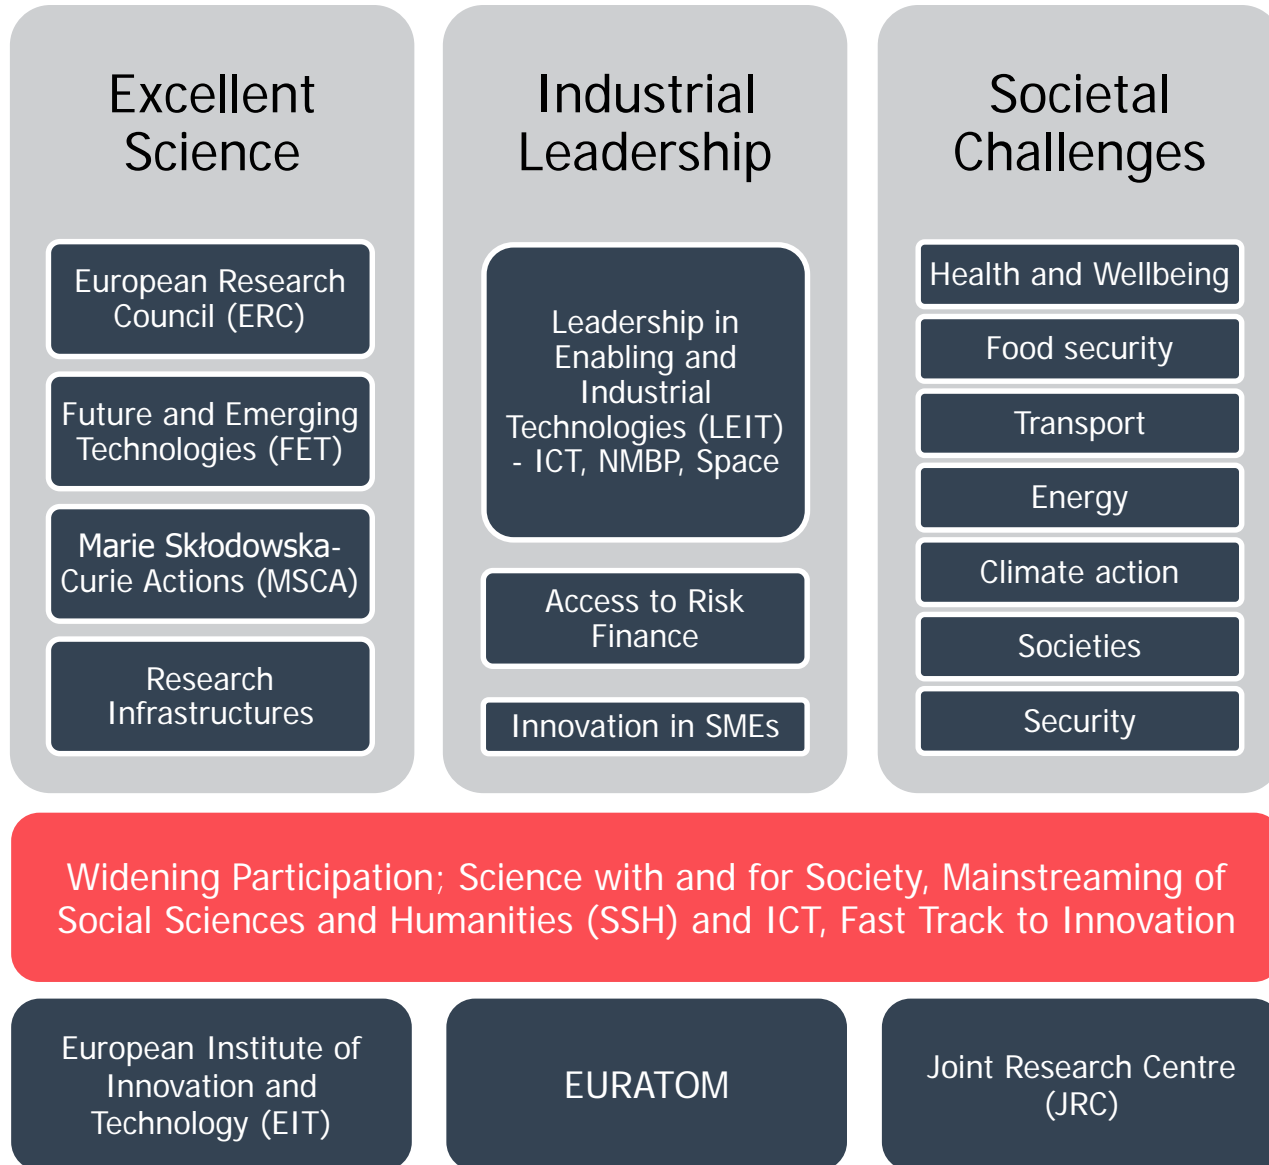 Excellent
Science
European Research
Council (ERC)
Future and Emerging
Technologies (FET)
Marie Skłodowska-
Curie Actions (MSCA)
Research
Infrastructures
Industrial
Leadership
Leadership in
Enabling and
Industrial
Technologies (LEIT)
- ICT, NMBP, Space
Access to Risk
Finance
Innovation in SMEs
Societal
Challenges
Health and Wellbeing
Food security
Transport
Energy
Climate action
Societies
Security
Widening Participation; Science with and for Society, Mainstreaming of
Social Sciences and Humanities (SSH) and ICT, Fast Track to Innovation
European Institute of
Innovation and
Technology (EIT)
EURATOM
Joint Research Centre
(JRC)